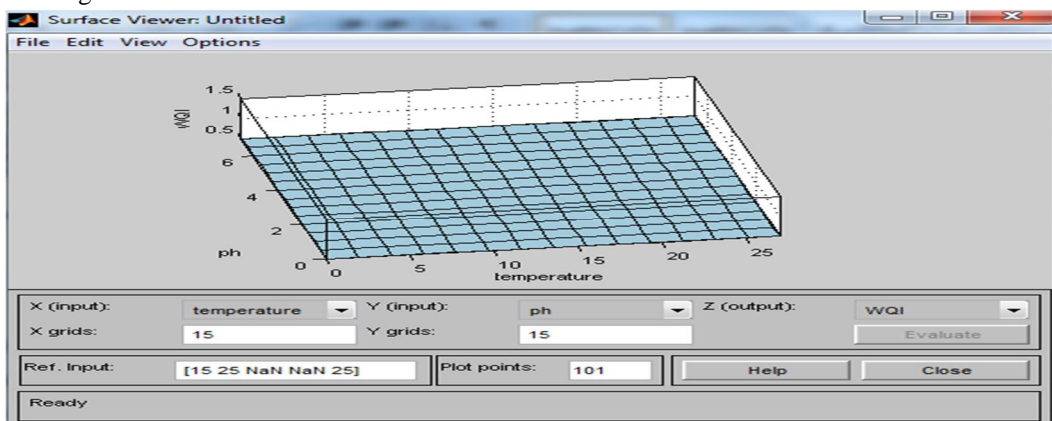 Surface Viewer: Untitled
File Edit View Options
1.5
1
0.5
WQI
6
4
2
0
ph
0 5 10 15 20 25
temperature
X (input): temperature Y (input): ph Z (output): WQI
X grids: 15 Y grids: 15 Evaluate
Ref. Input: [15 25 NaN NaN 25] Plot points: 101 Help Close
Ready